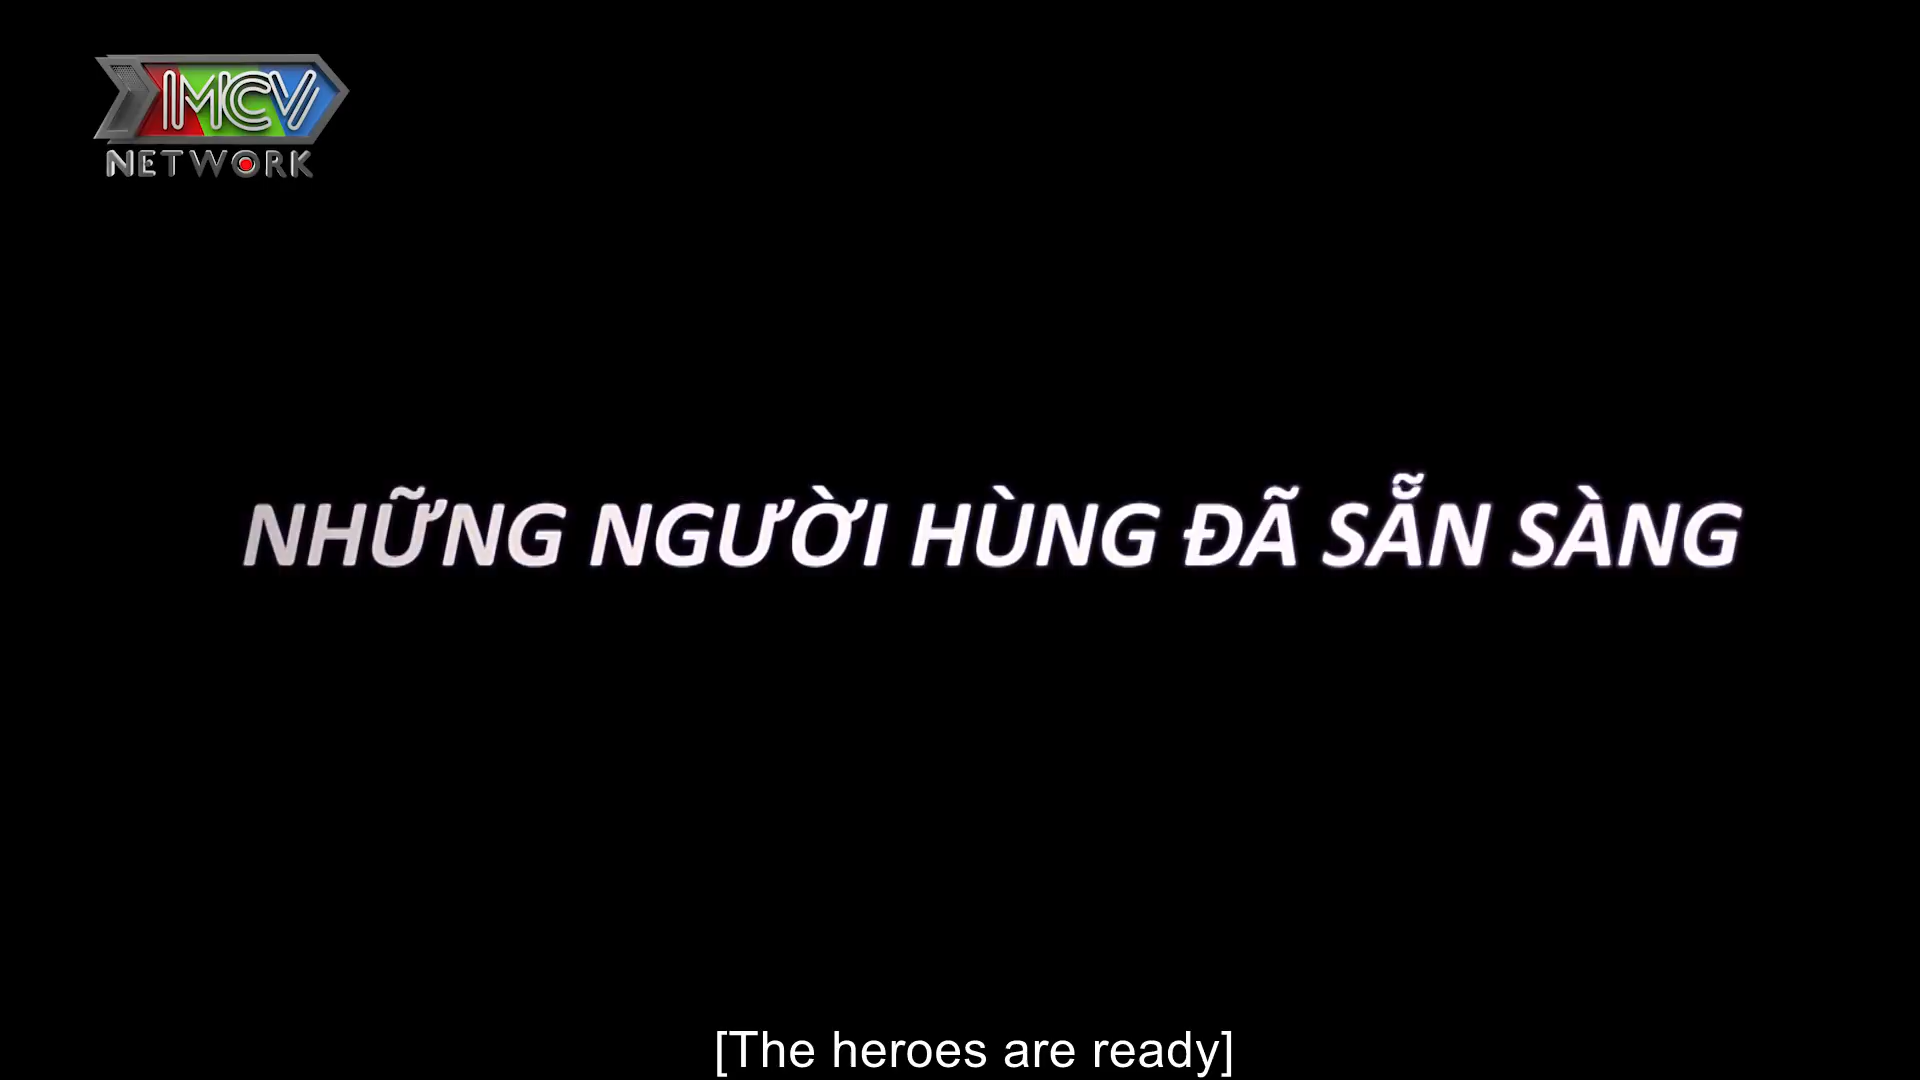 MCV
NETWORK
NHỮNG NGƯỜI HÙNG ĐÃ SẴN SÀNG
[The heroes are ready]